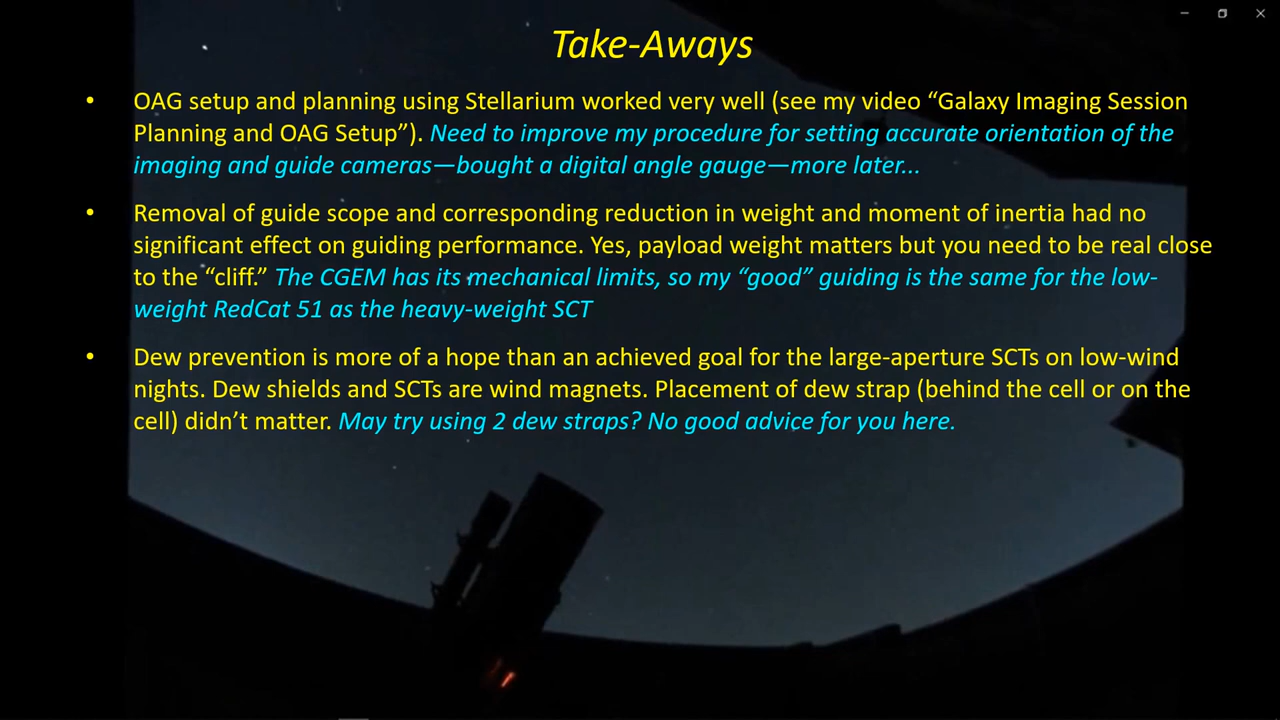 Take-Aways
• OAG setup and planning using Stellarium worked very well (see my video “Galaxy Imaging Session
Planning and OAG Setup”). Need to improve my procedure for setting accurate orientation of the
imaging and guide cameras—bought a digital angle gauge—more later...
• Removal of guide scope and corresponding reduction in weight and moment of inertia had no
significant effect on guiding performance. Yes, payload weight matters but you need to be real close
to the “cliff.” The CGEM has its mechanical limits, so my “good” guiding is the same for the low-
weight RedCat 51 as the heavy-weight SCT
• Dew prevention is more of a hope than an achieved goal for the large-aperture SCTs on low-wind
nights. Dew shields and SCTs are wind magnets. Placement of dew strap (behind the cell or on the
cell) didn’t matter. May try using 2 dew straps? No good advice for you here.